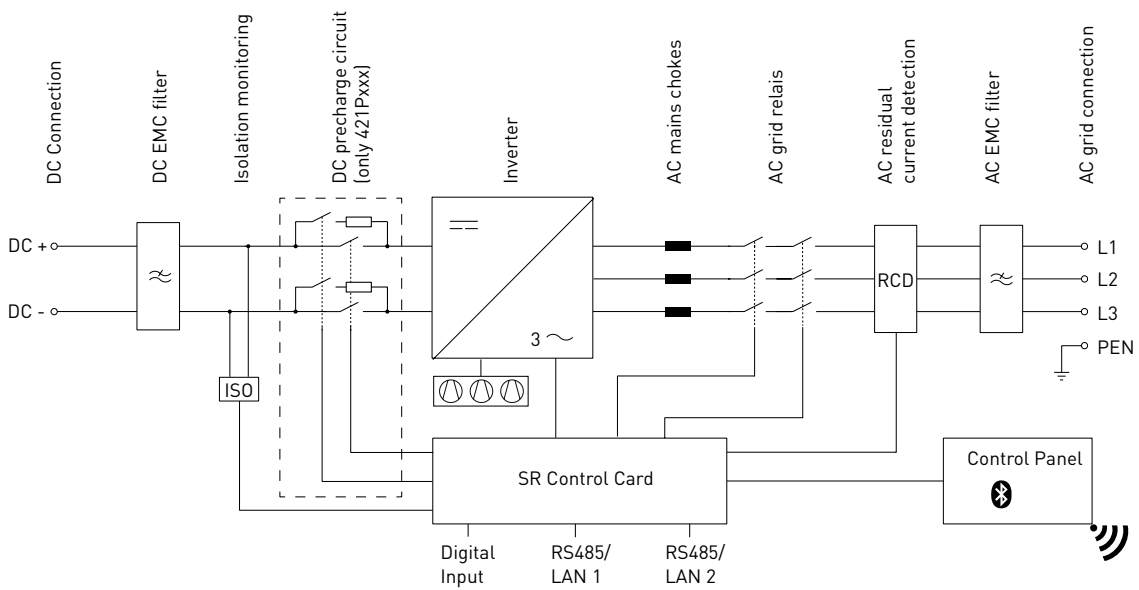 DC Connection
DC EMC filter
Isolation monitoring
DC precharge circuit
(only 421Pxxx)
Inverter
AC mains chokes
AC grid relais
AC residual
current detection
AC EMC filter
AC grid connection
DC +
DC -
RCD
L1
L2
L3
PEN
3
ISO
SR Control Card
Control Panel
Digital
Input
RS485/
LAN 1
RS485/
LAN 2